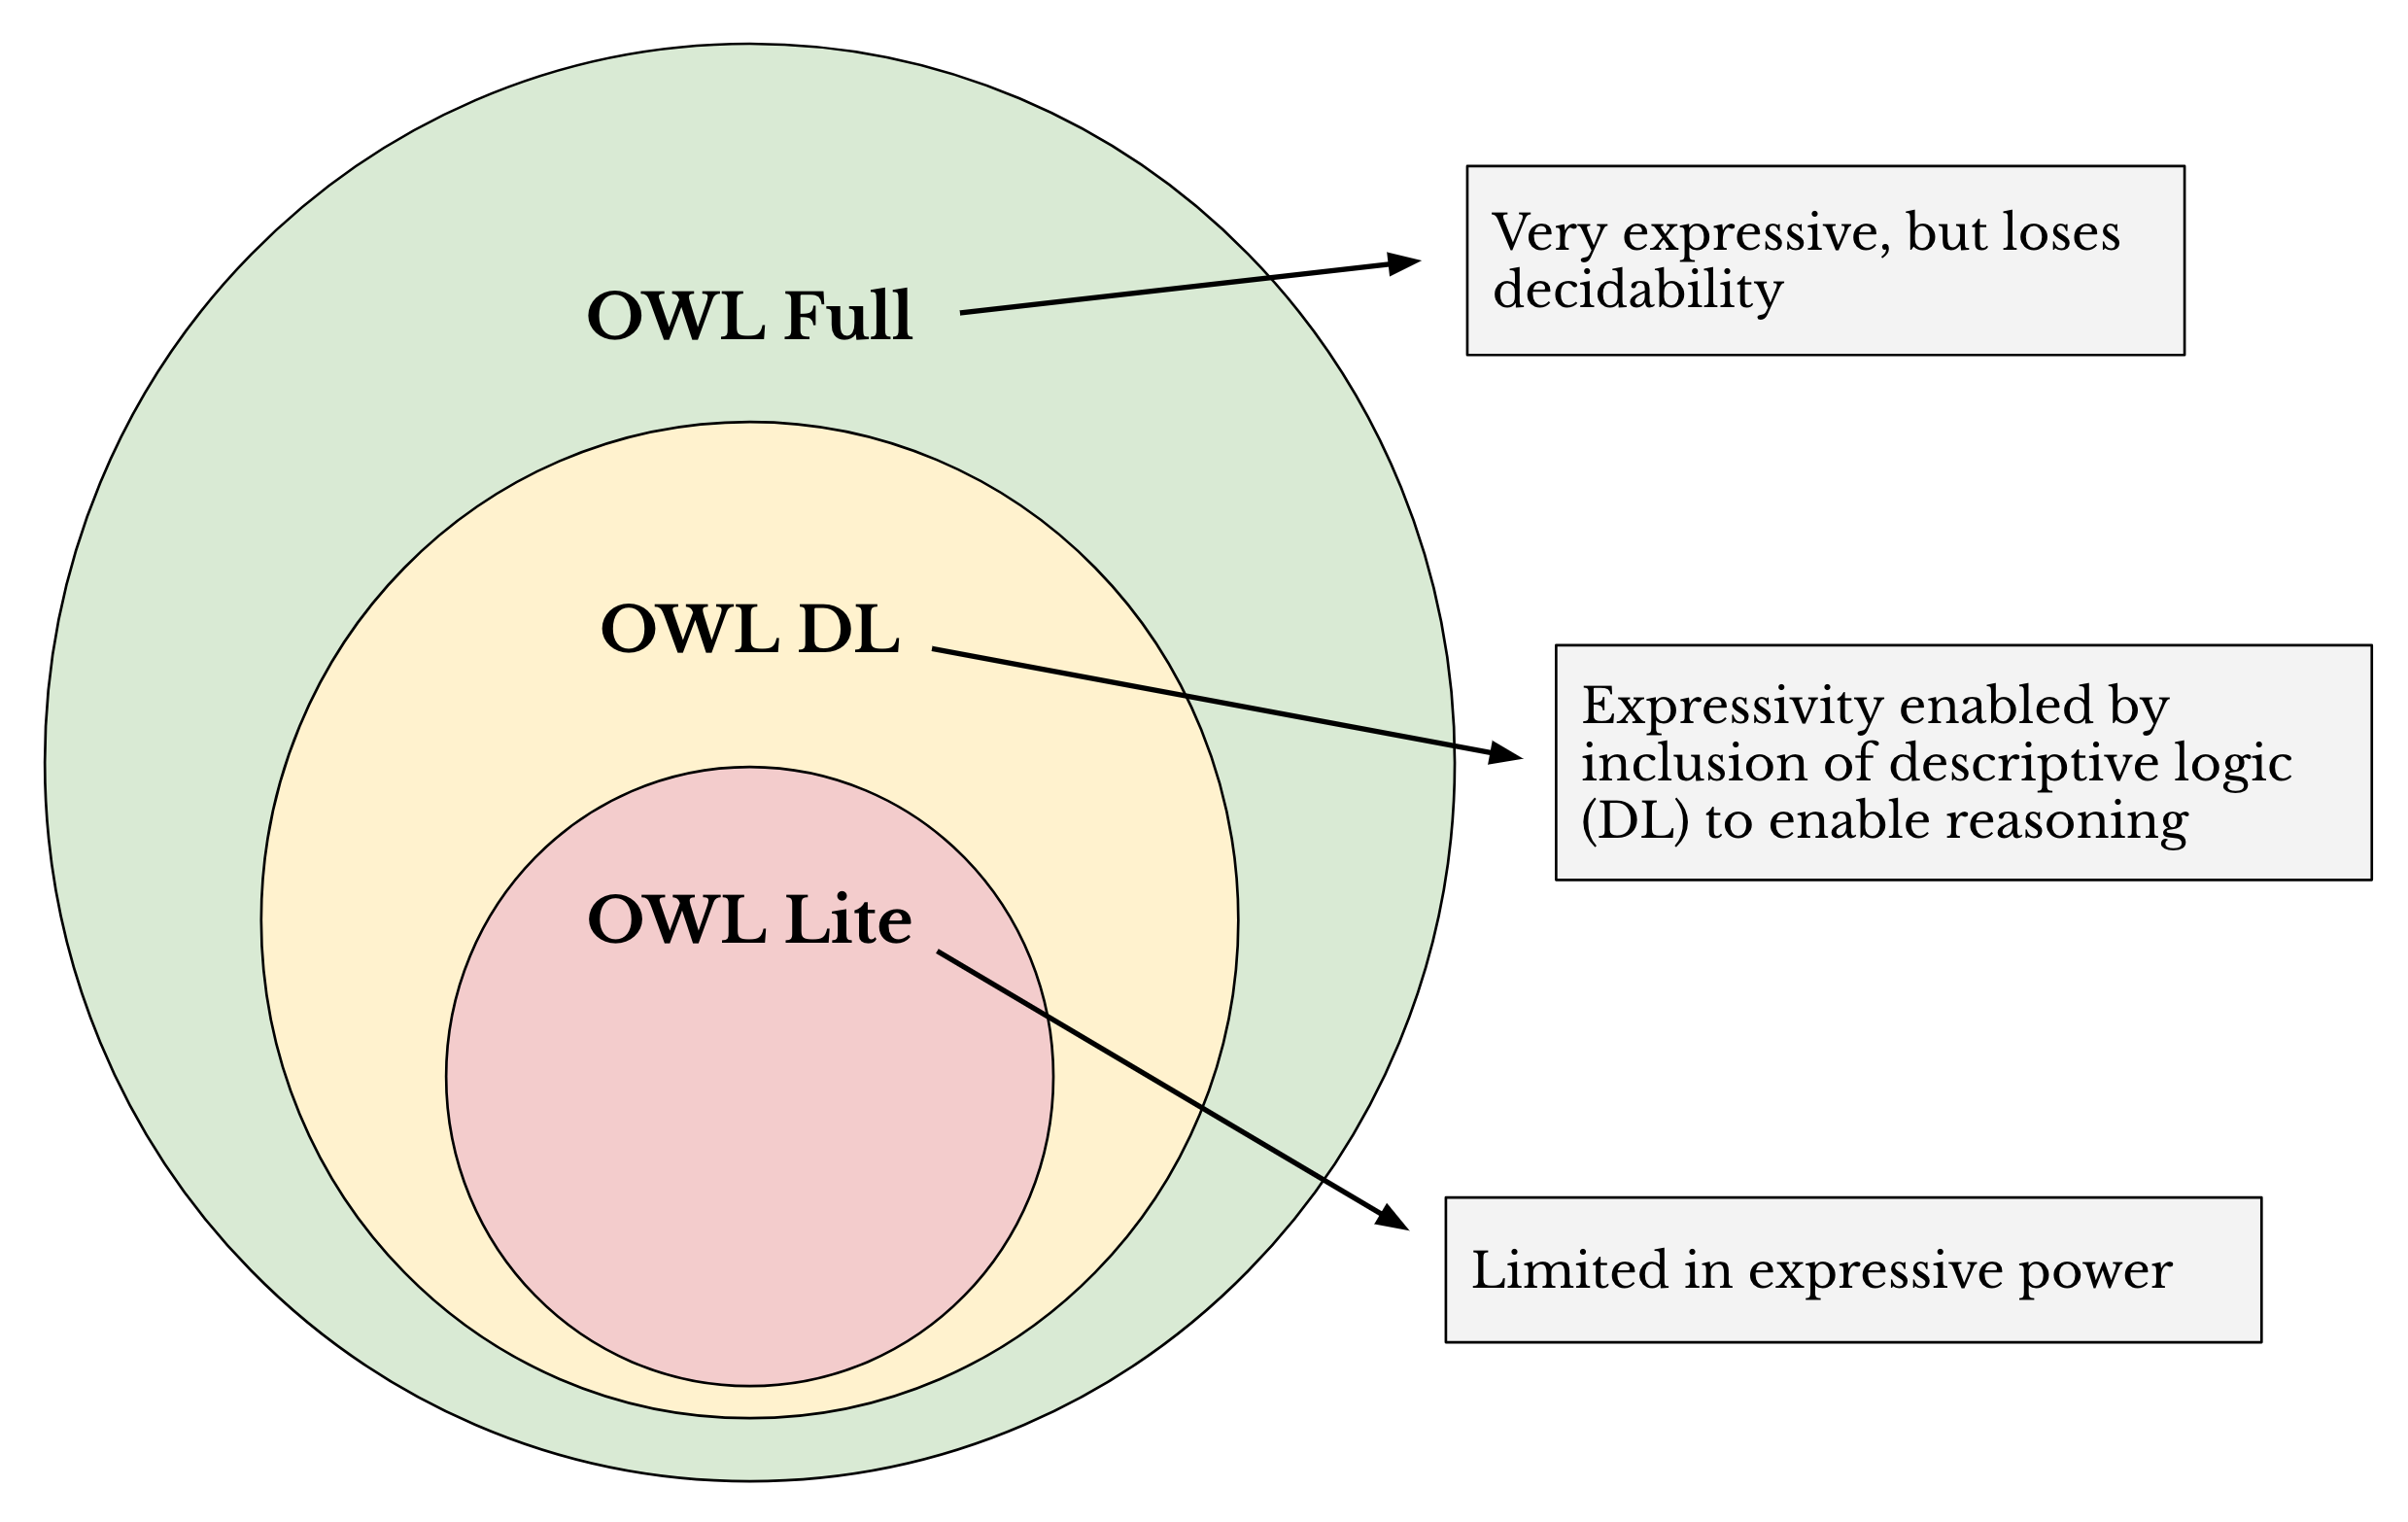 OWL Full
Very expressive, but loses
decidability
OWL DL
Expressivity enabled by
inclusion of descriptive logic
(DL) to enable reasoning
OWL Lite
Limited in expressive power